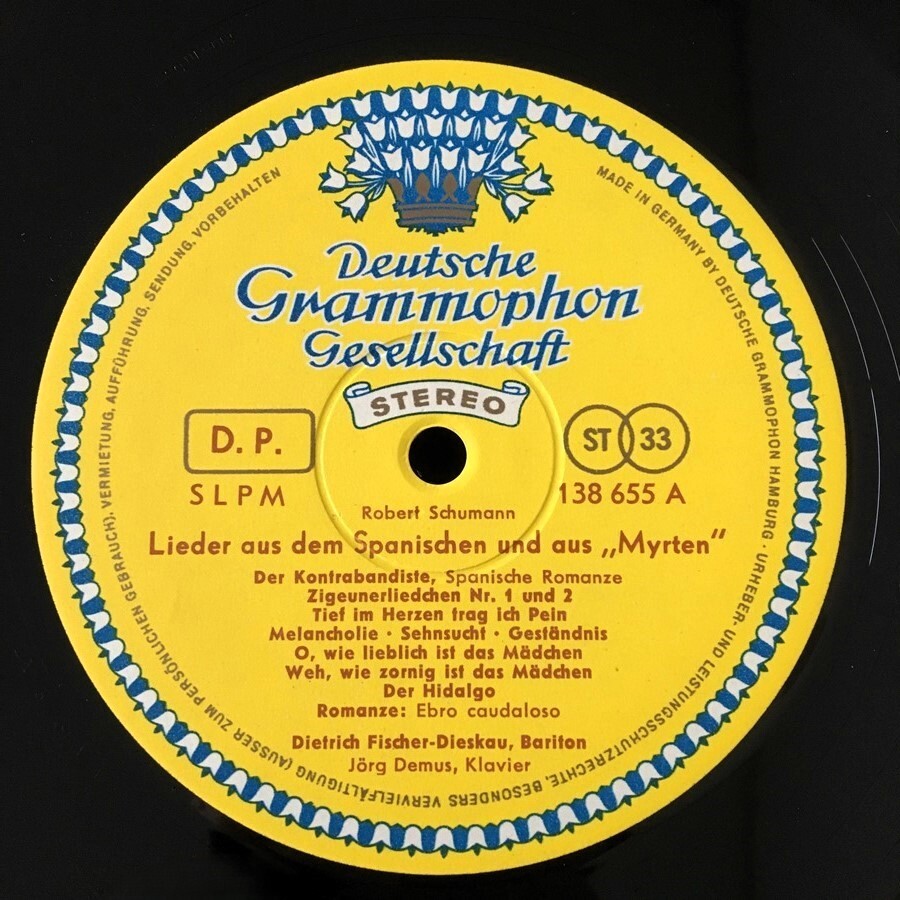 Deutsche
Grammophon
Gesellschaft
STEREO
D. P.
ST 33
SLPM
138 655 A
Robert Schumann
Lieder aus dem Spanischen und aus „Myrten"
Der Kontrabandiste, Spanische Romanze
Zigeunerliedchen Nr. 1 und 2
Tief im Herzen trag ich Pein
Melancholie · Sehnsucht · Geständnis
O, wie lieblich ist das Mädchen
Weh, wie zornig ist das Mädchen
Der Hidalgo
Romanze: Ebro caudaloso
Dietrich Fischer-Dieskau, Bariton
Jörg Demus, Klavier
MADE IN GERMANY BY DEUTSCHE GRAMMOPHON HAMBURG · URHEBER- UND LEISTUNGSSCHUTZRECHTE, BESONDERS VERVIELFÄLTIGUNG (AUSSER ZUM PERSÖNLICHEN GEBRAUCH), VERMIETUNG, AUFFÜHRUNG, SENDUNG, VORBEHALTEN